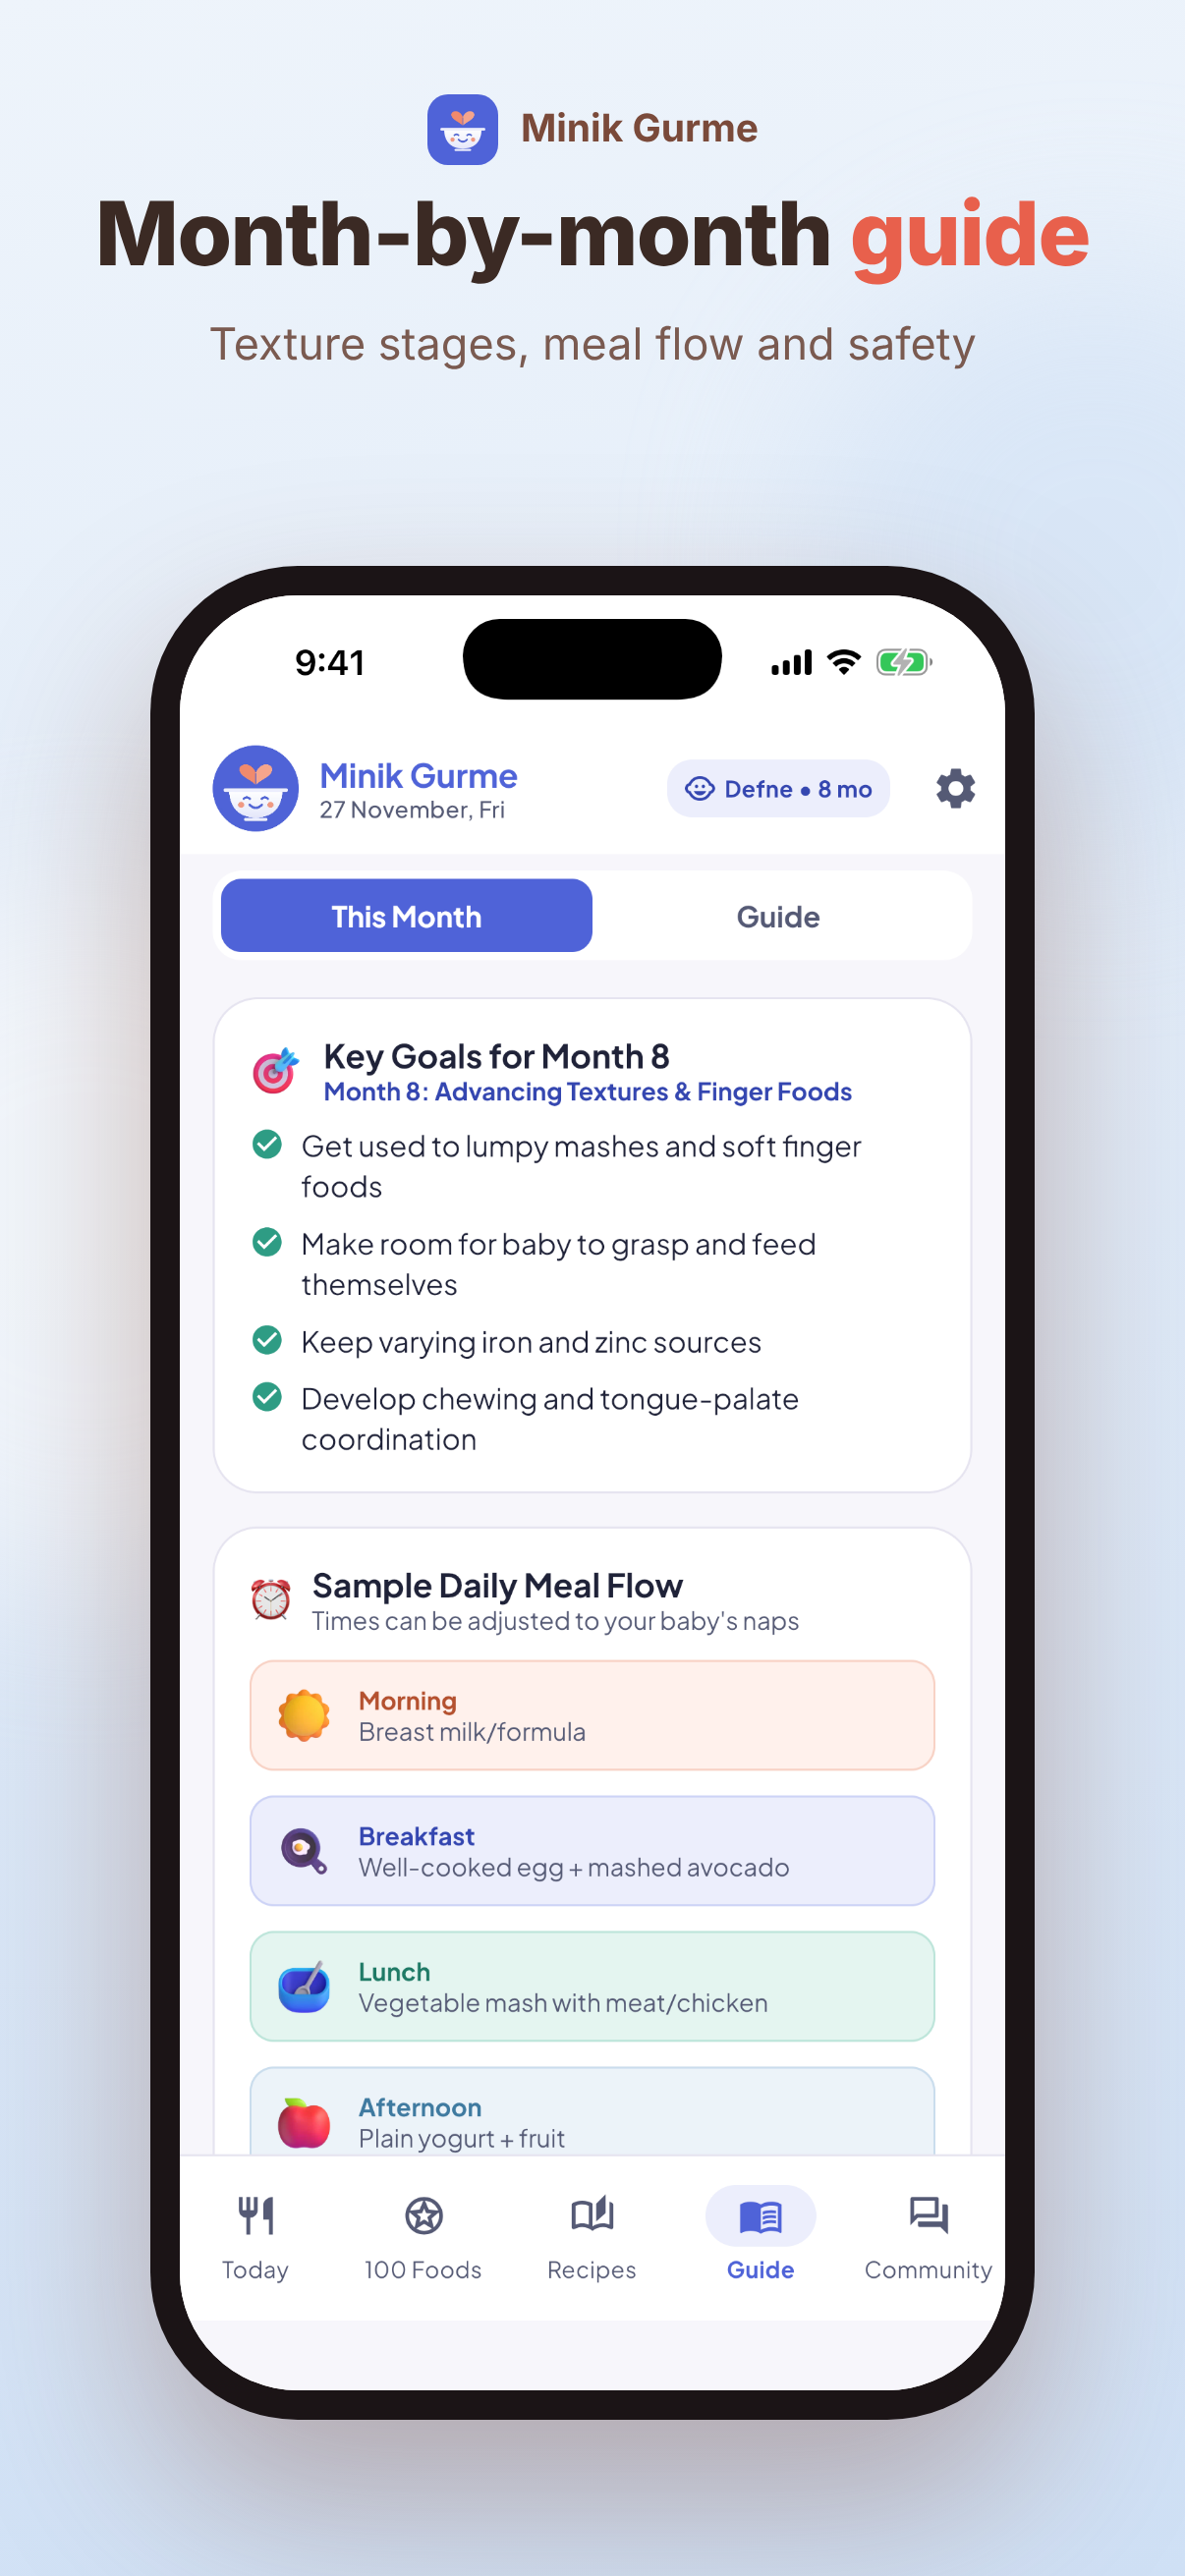 Minik Gurme
Month-by-month guide
Texture stages, meal flow and safety
9:41
Minik Gurme
27 November, Fri
Defne • 8 mo
This Month
Guide
Key Goals for Month 8
Month 8: Advancing Textures & Finger Foods
Get used to lumpy mashes and soft finger
foods
Make room for baby to grasp and feed
themselves
Keep varying iron and zinc sources
Develop chewing and tongue-palate
coordination
Sample Daily Meal Flow
Times can be adjusted to your baby's naps
Morning
Breast milk/formula
Breakfast
Well-cooked egg + mashed avocado
Lunch
Vegetable mash with meat/chicken
Afternoon
Plain yogurt + fruit
Today
100 Foods
Recipes
Guide
Community